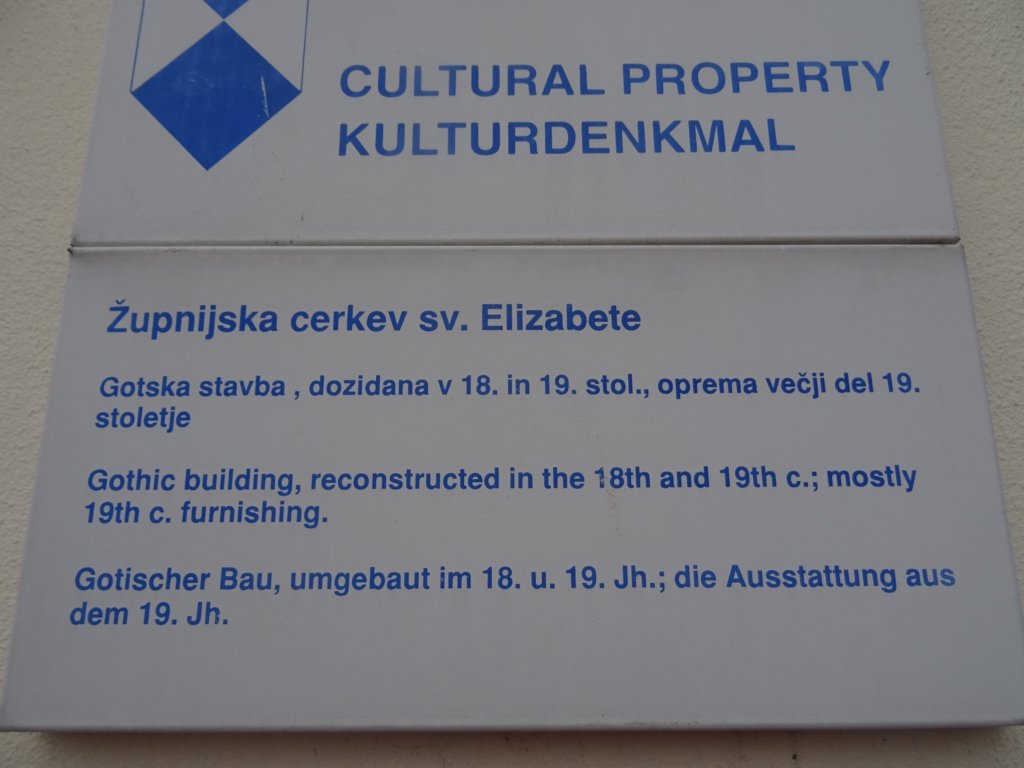 CULTURAL PROPERTY
KULTURDENKMAL
Župnijska cerkev sv. Elizabete
Gotska stavba , dozidana v 18. in 19. stol., oprema večji del 19.
stoletje
Gothic building, reconstructed in the 18th and 19th c.; mostly
19th c. furnishing.
Gotischer Bau, umgebaut im 18. u. 19. Jh.; die Ausstattung aus
dem 19. Jh.